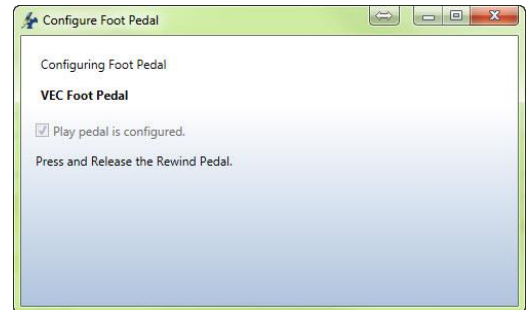 Configure Foot Pedal
Configuring Foot Pedal
VEC Foot Pedal
Play pedal is configured.
Press and Release the Rewind Pedal.